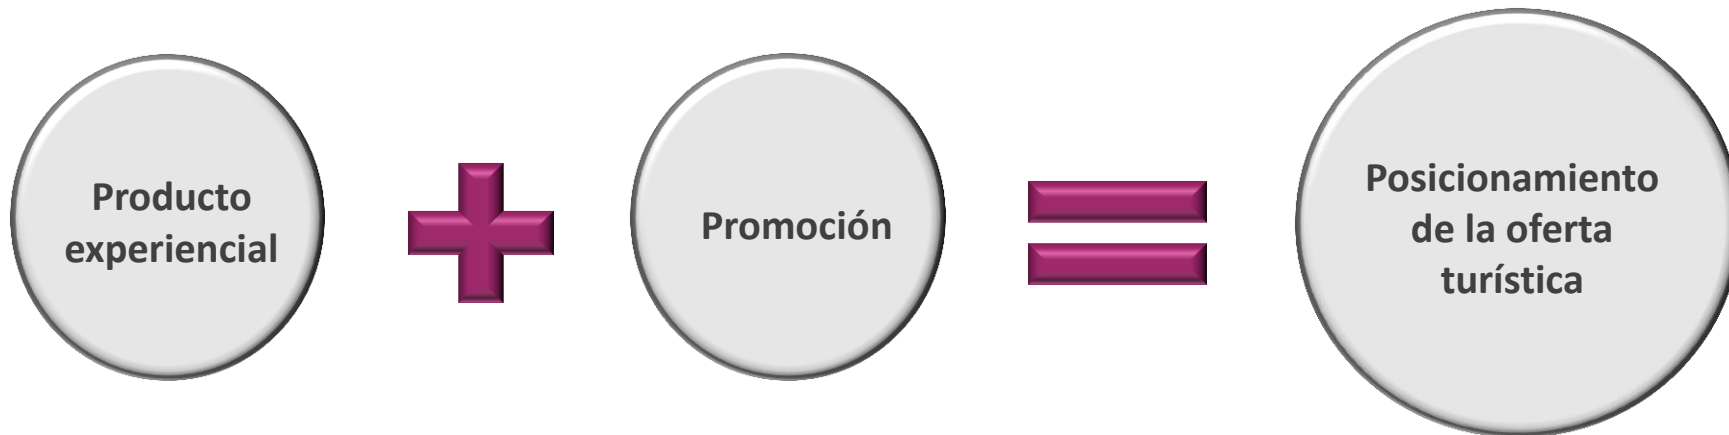 Producto
experiencial
Promoción
Posicionamiento
de la oferta
turística